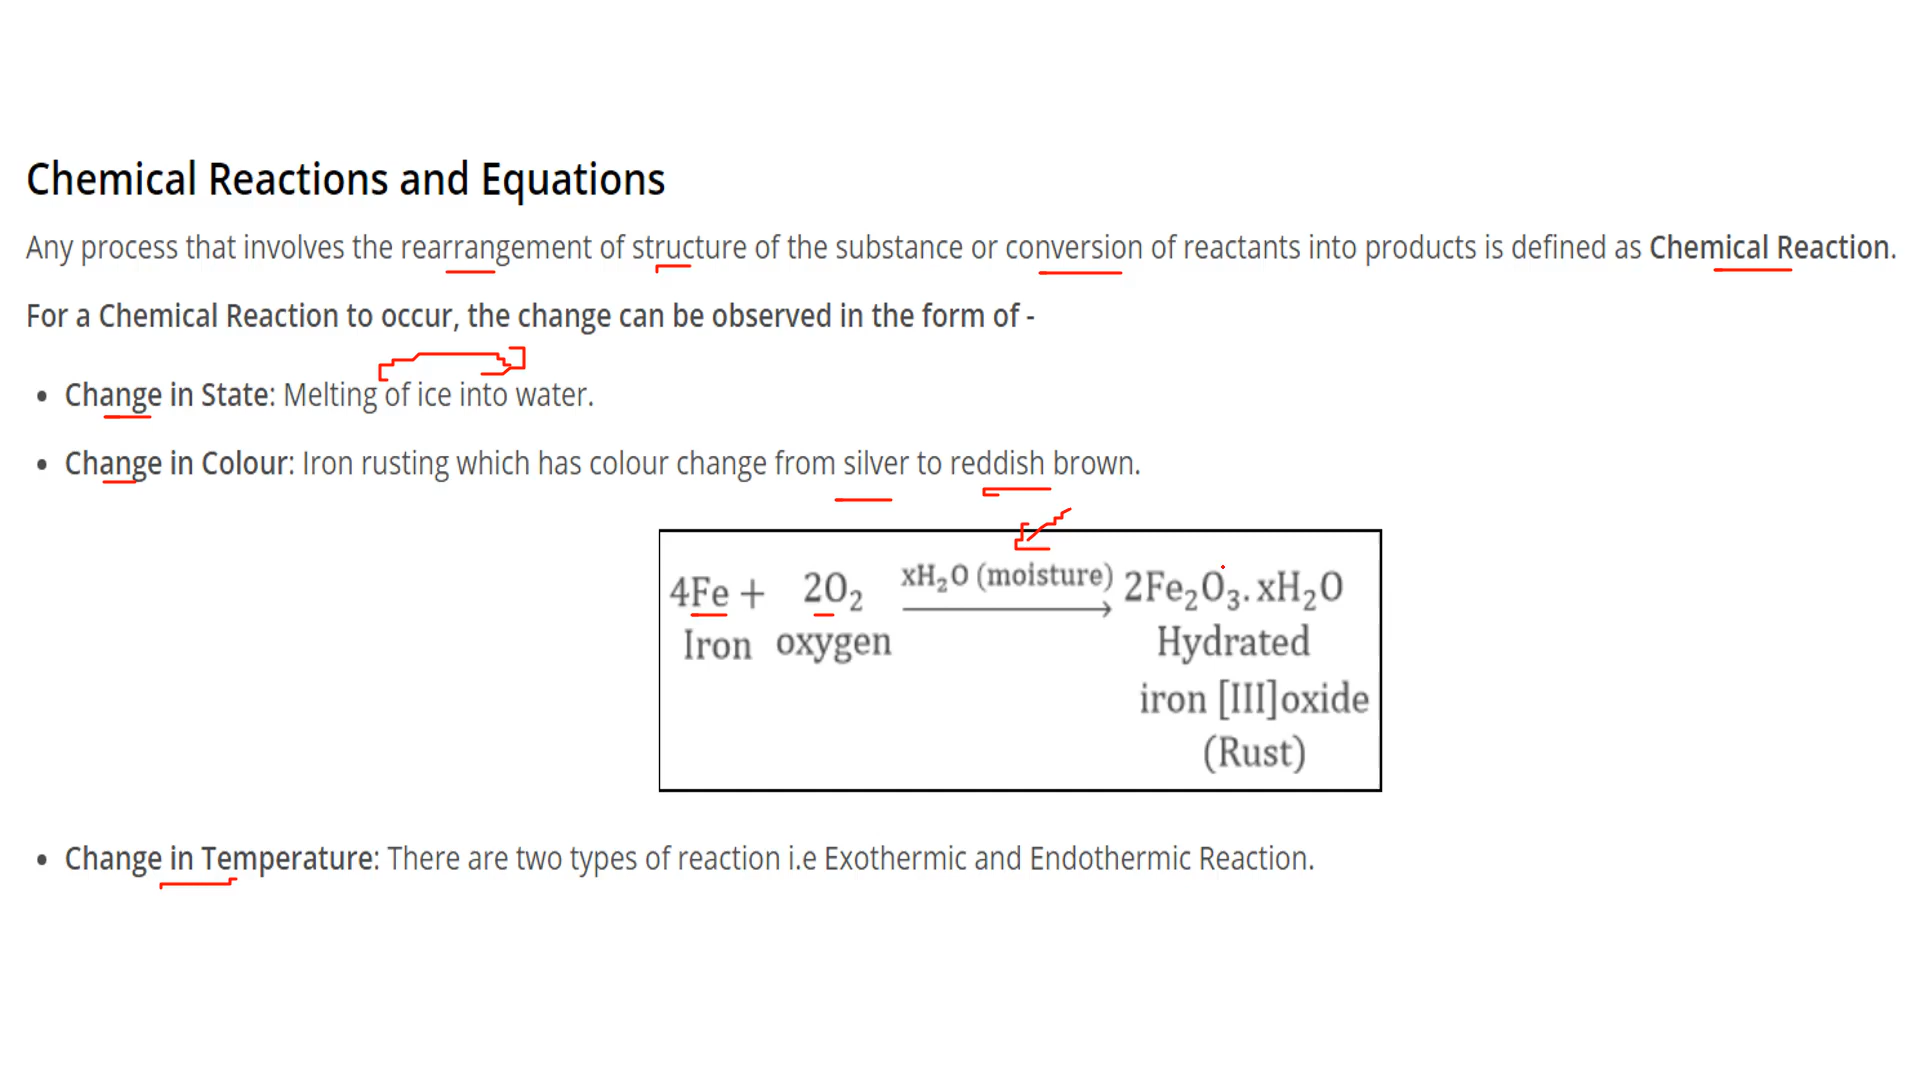 Chemical Reactions and Equations
Any process that involves the rearrangement of structure of the substance or conversion of reactants into products is defined as Chemical Reaction.
For a Chemical Reaction to occur, the change can be observed in the form of -
• Change in State: Melting of ice into water.
• Change in Colour: Iron rusting which has colour change from silver to reddish brown.
4Fe + 2O₂ xH₂O (moisture) → 2Fe₂O₃. xH₂O
Iron oxygen Hydrated
iron [III]oxide
(Rust)
• Change in Temperature: There are two types of reaction i.e Exothermic and Endothermic Reaction.